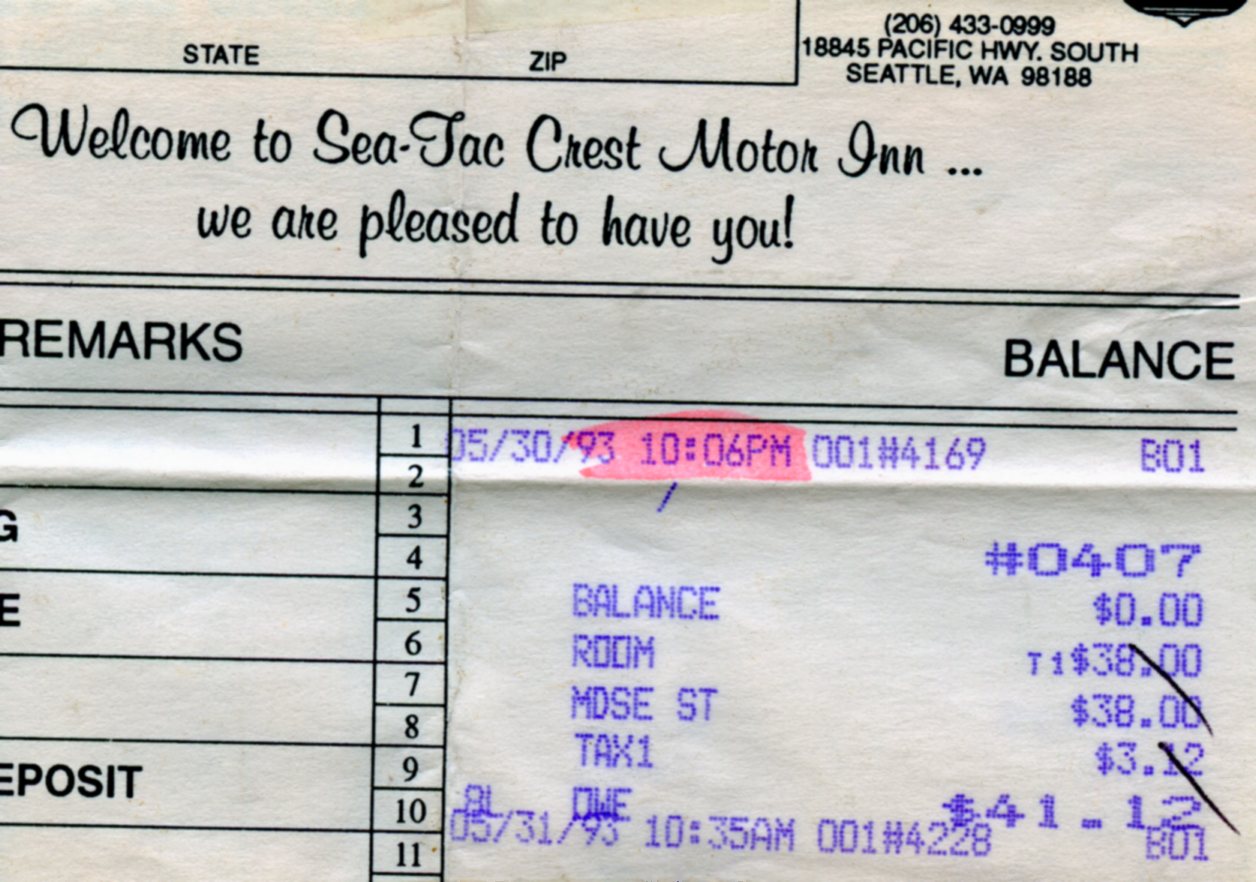 (206) 433-0999
18845 PACIFIC HWY. SOUTH
SEATTLE, WA 98188
STATE ZIP
Welcome to Sea-Tac Crest Motor Inn ...
we are pleased to have you!
REMARKS BALANCE
1 05/30/93 10:06PM 001#4169 B01
2
3
G
4 #0407
5 BALANCE $0.00
E
6 ROOM T1$38.00
7 MDSE ST $38.00
8
9 TAX1 $3.12
EPOSIT
10 BL OWE $41.12
05/31/93 10:35AM 001#4228 B01
11